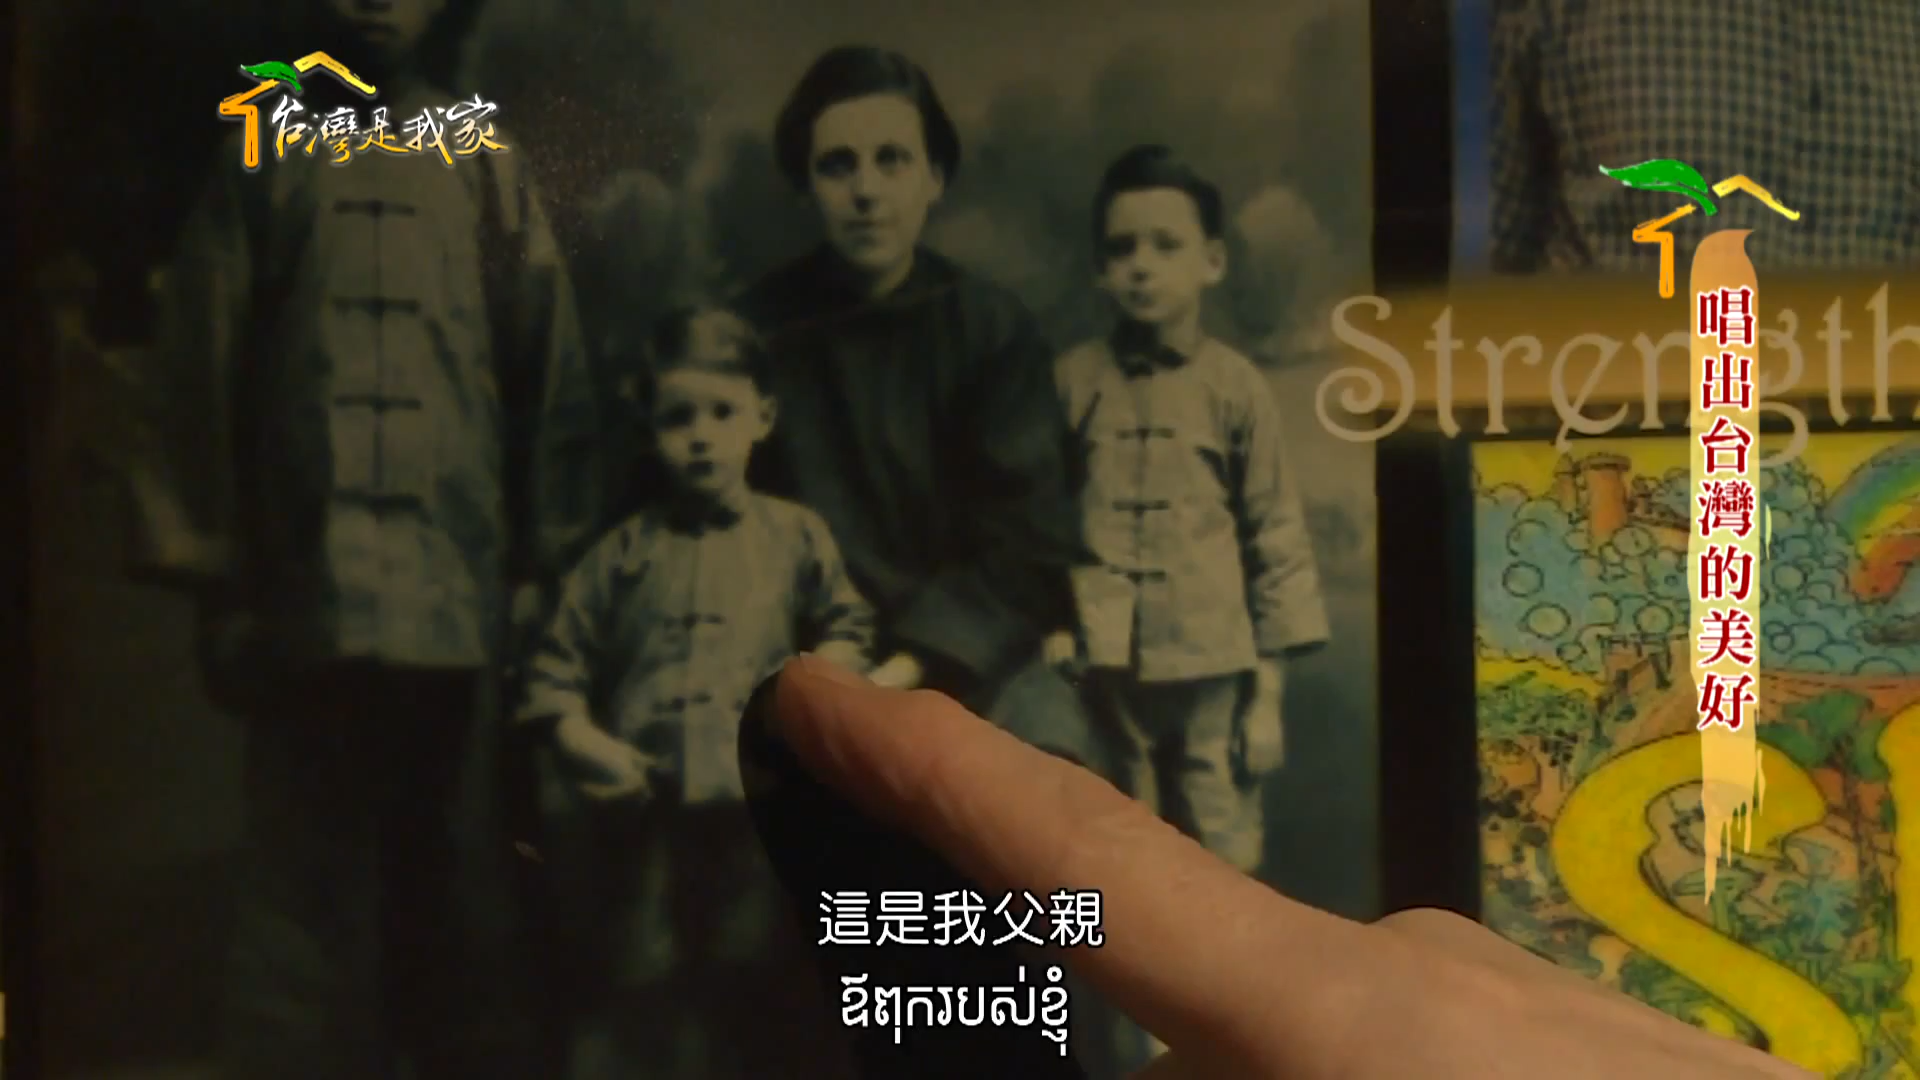 台灣是我家
Strength
唱出台灣的美好
這是我父親
ឪពុករបស់ខ្ញុំ